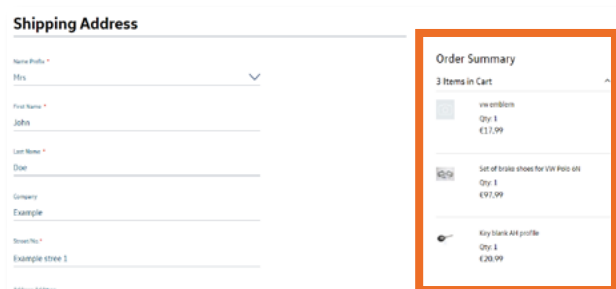 Shipping Address
Name Prefix *
Mrs
First Name *
John
Last Name *
Doe
Company
Example
Street/No *
Example stree 1
Order Summary
3 Items in Cart
vw emblem
Qty: 1
€17,99
Set of brake shoes for VW Polo 6N
Qty: 1
€97,99
Key blank AH profile
Qty: 1
€20,99